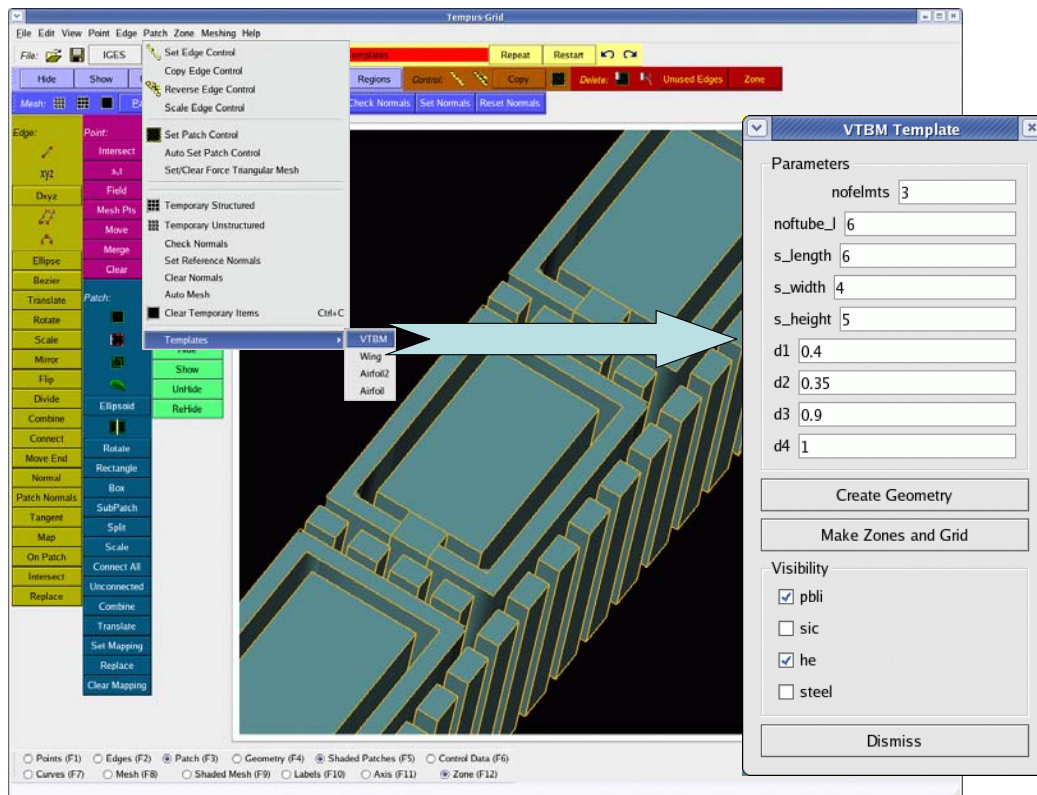 Tempus Grid
File Edit View Point Edge Patch Zone Meshing Help
File: IGES Templates Repeat Restart
Hide Show Regions Control: Copy Delete: Unused Edges Zone
Mesh: Check Normals Set Normals Reset Normals
Set Edge Control
Copy Edge Control
Reverse Edge Control
Scale Edge Control
Set Patch Control
Auto Set Patch Control
Set/Clear Force Triangular Mesh
Temporary Structured
Temporary Unstructured
Check Normals
Set Reference Normals
Clear Normals
Auto Mesh
Clear Temporary Items Ctrl+C
Templates
VTBM
Wing
Airfoil2
Airfoil
Edge:
xyz
Dxyz
Ellipse
Bezier
Translate
Rotate
Scale
Mirror
Flip
Divide
Combine
Connect
Move End
Normal
Patch Normals
Tangent
Map
On Patch
Intersect
Replace
Point:
Intersect
s,t
Field
Mesh Pts
Move
Merge
Clear
Patch:
Ellipsoid
Rotate
Rectangle
Box
SubPatch
Split
Scale
Connect All
Unconnected
Combine
Translate
Set Mapping
Replace
Clear Mapping
Hide
Show
UnHide
ReHide
Points (F1) Edges (F2) Patch (F3) Geometry (F4) Shaded Patches (F5) Control Data (F6)
Curves (F7) Mesh (F8) Shaded Mesh (F9) Labels (F10) Axis (F11) Zone (F12)
VTBM Template
Parameters
nofelmts 3
noftube_l 6
s_length 6
s_width 4
s_height 5
d1 0.4
d2 0.35
d3 0.9
d4 1
Create Geometry
Make Zones and Grid
Visibility
pbli
sic
he
steel
Dismiss